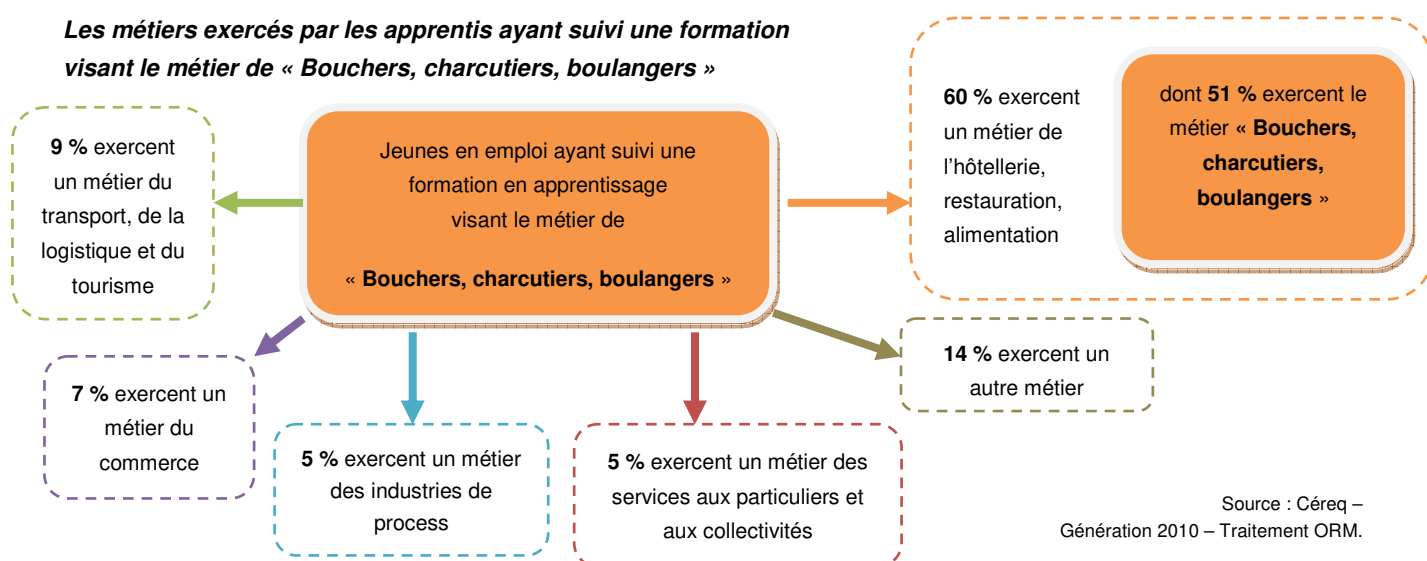 Les métiers exercés par les apprentis ayant suivi une formation
visant le métier de « Bouchers, charcutiers, boulangers »
9 % exercent
un métier du
transport, de la
logistique et du
tourisme
Jeunes en emploi ayant suivi une
formation en apprentissage
visant le métier de
« Bouchers, charcutiers, boulangers »
60 % exercent
un métier de
l’hôtellerie,
restauration,
alimentation
dont 51 % exercent le
métier « Bouchers,
charcutiers,
boulangers »
7 % exercent un
métier du
commerce
5 % exercent un métier
des industries de
process
5 % exercent un métier des
services aux particuliers et
aux collectivités
14 % exercent un
autre métier
Source : Céreq –
Génération 2010 – Traitement ORM.